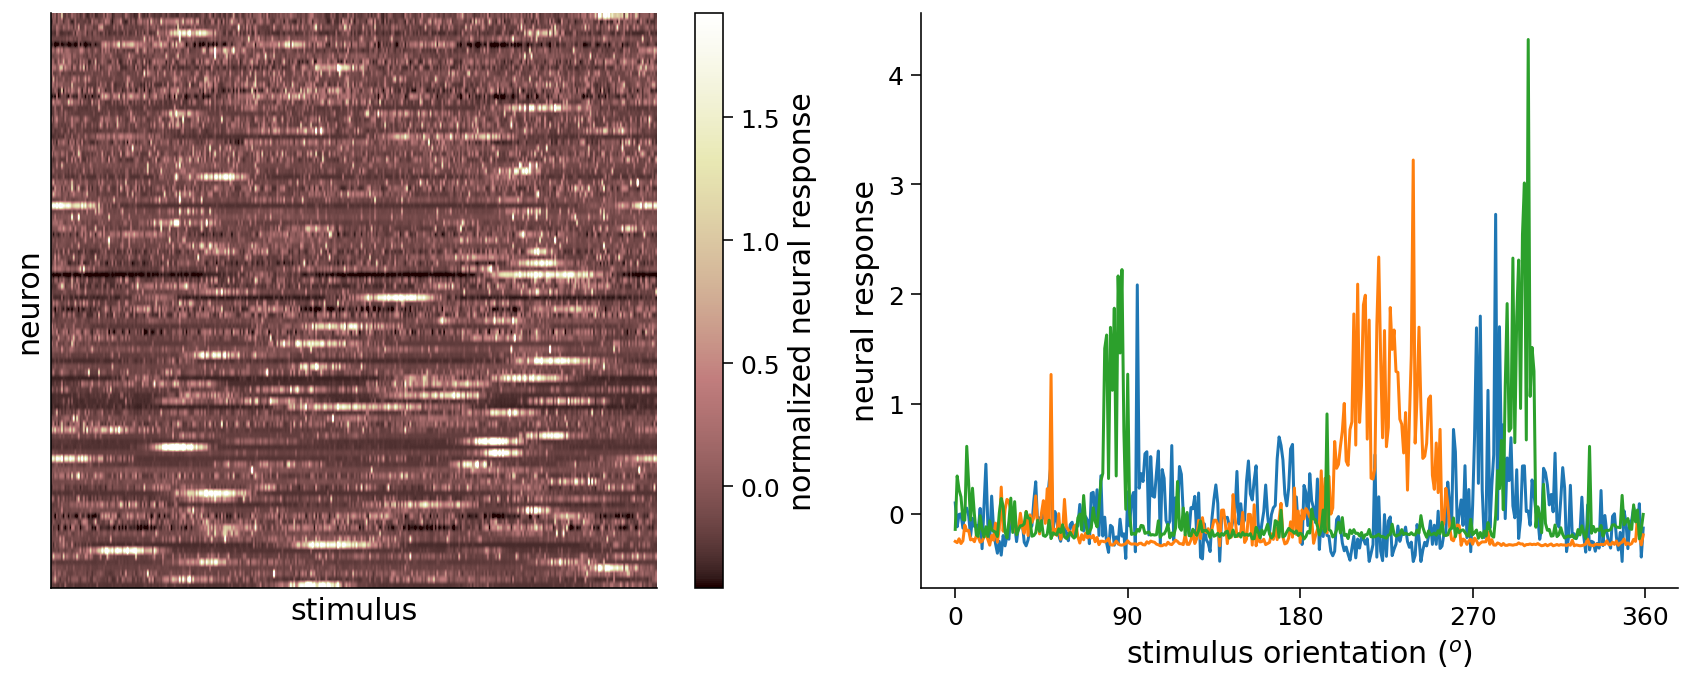 neuron
stimulus
1.5
1.0
0.5
0.0
normalized neural response
neural response
4
3
2
1
0
0 90 180 270 360
stimulus orientation (o)